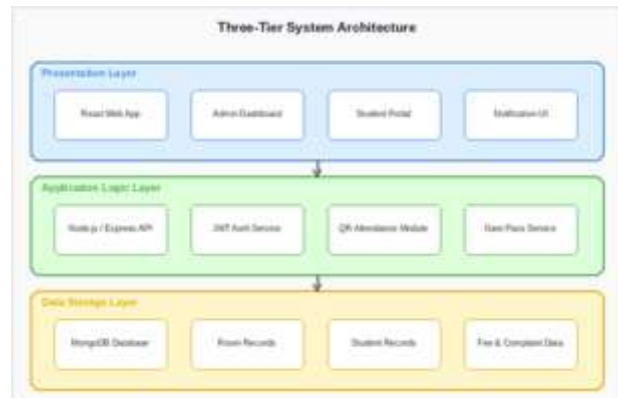 Three-Tier System Architecture
Presentation Layer
React Web App
Admin Dashboard
Student Portal
Notification UI
Application Logic Layer
Node.js / Express API
JWT Auth Service
QR Attendance Module
Gate Pass Service
Data Storage Layer
MongoDB Database
Room Records
Student Records
Fee & Complaint Data